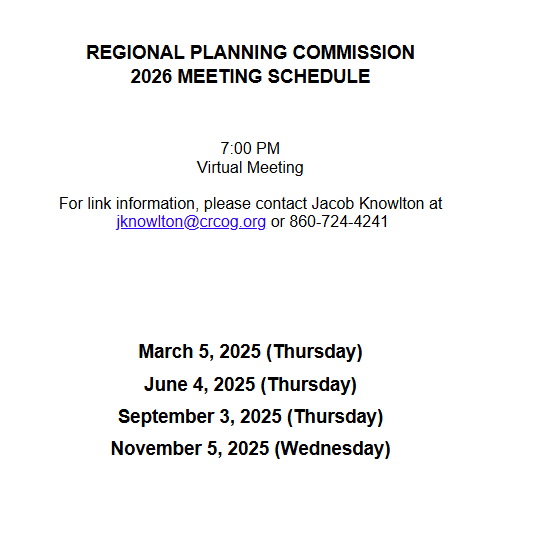 REGIONAL PLANNING COMMISSION
2026 MEETING SCHEDULE
7:00 PM
Virtual Meeting
For link information, please contact Jacob Knowlton at
jknowlton@crcog.org or 860-724-4241
March 5, 2025 (Thursday)
June 4, 2025 (Thursday)
September 3, 2025 (Thursday)
November 5, 2025 (Wednesday)